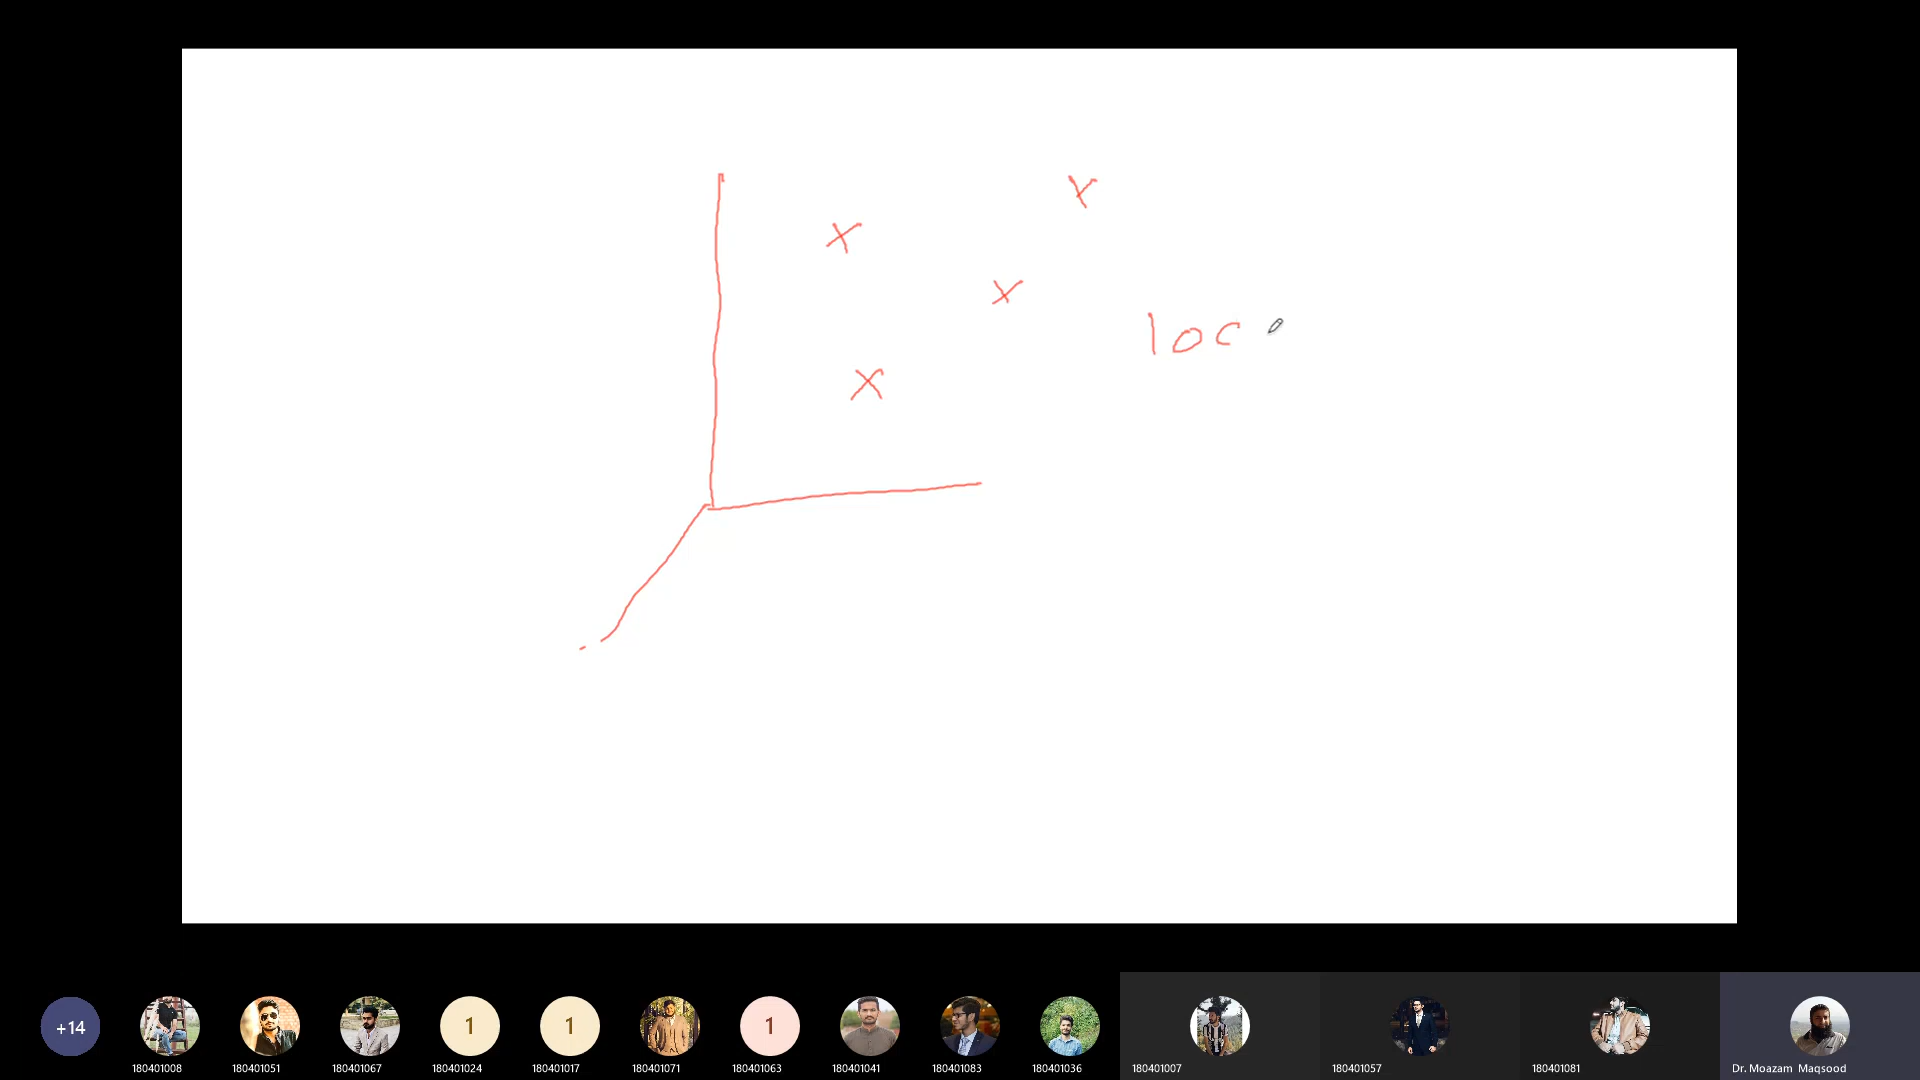 X
X
X
X
loc
+14
1
1
1
180401008
180401051
180401067
180401024
180401017
180401071
180401063
180401041
180401083
180401036
180401007
180401057
180401081
Dr. Moazam Maqsood